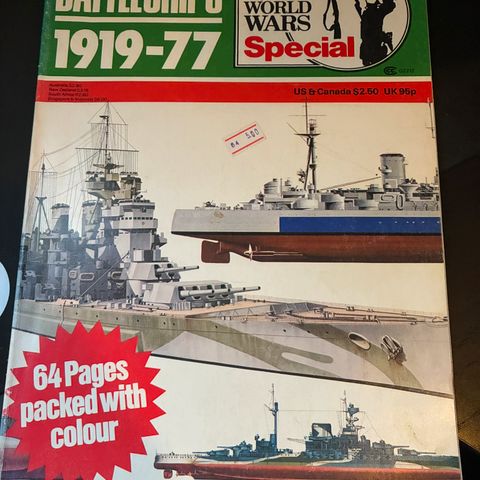 BATTLESHIPS
1919-77
WORLD
WARS
Special
US & Canada $2.50 UK 95p
64 Pages
packed with
colour